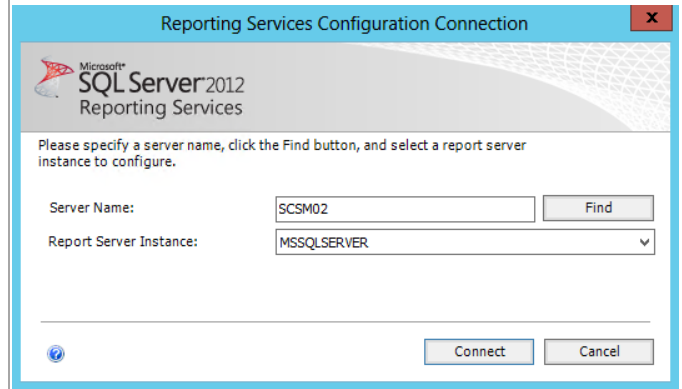 Reporting Services Configuration Connection
x
Microsoft®
SQL Server®2012
Reporting Services
Please specify a server name, click the Find button, and select a report server
instance to configure.
Server Name:
SCSM02
Find
Report Server Instance:
MSSQLSERVER
?
Connect
Cancel